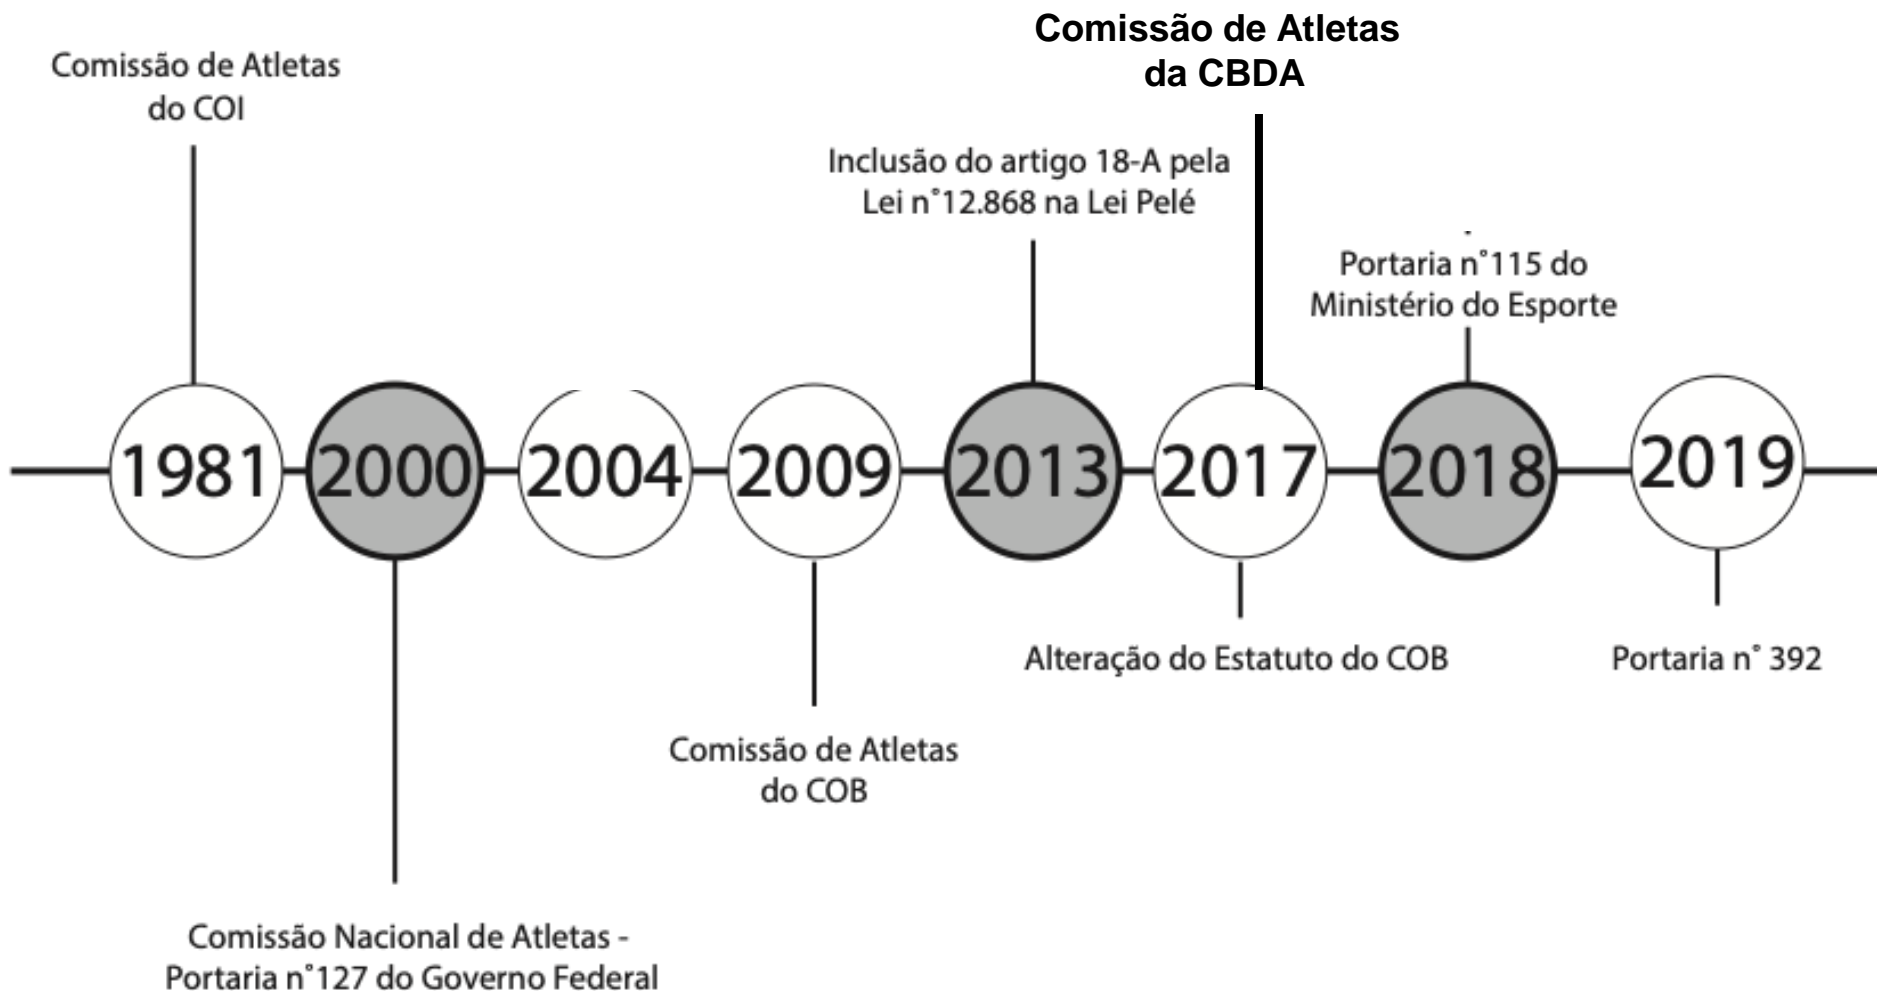 Comissão de Atletas
da CBDA
Comissão de Atletas
do COI
Inclusão do artigo 18-A pela
Lei n°12.868 na Lei Pelé
Portaria n°115 do
Ministério do Esporte
1981
2000
2004
2009
2013
2017
2018
2019
Alteração do Estatuto do COB
Portaria n° 392
Comissão de Atletas
do COB
Comissão Nacional de Atletas -
Portaria n°127 do Governo Federal